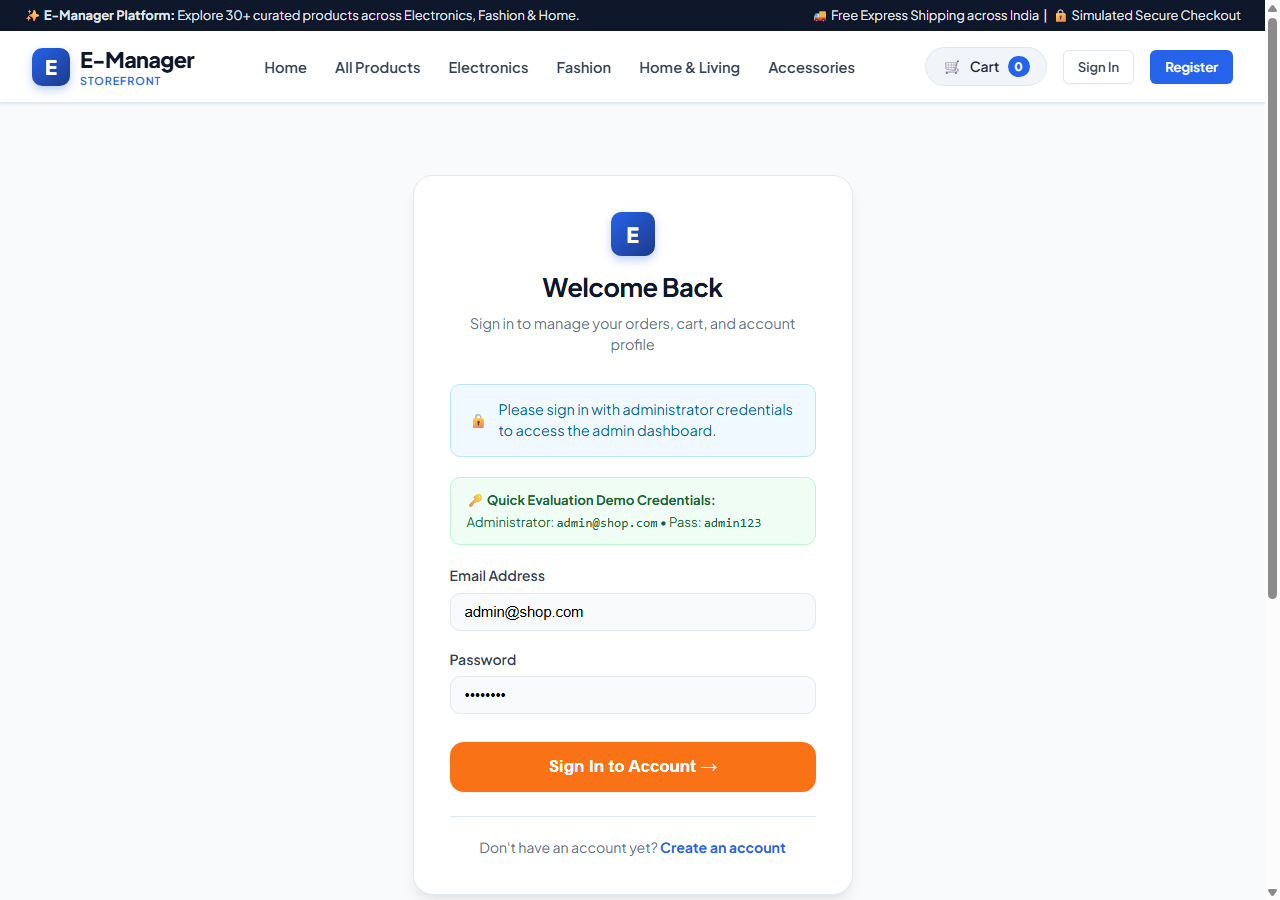 ✨ E-Manager Platform: Explore 30+ curated products across Electronics, Fashion & Home.
🚚 Free Express Shipping across India | 🔒 Simulated Secure Checkout
E
E-Manager
STOREFRONT
Home
All Products
Electronics
Fashion
Home & Living
Accessories
🛒 Cart 0
Sign In
Register
E
Welcome Back
Sign in to manage your orders, cart, and account
profile
🔒 Please sign in with administrator credentials
to access the admin dashboard.
🔑 Quick Evaluation Demo Credentials:
Administrator: admin@shop.com • Pass: admin123
Email Address
admin@shop.com
Password
••••••••
Sign In to Account →
Don't have an account yet? Create an account